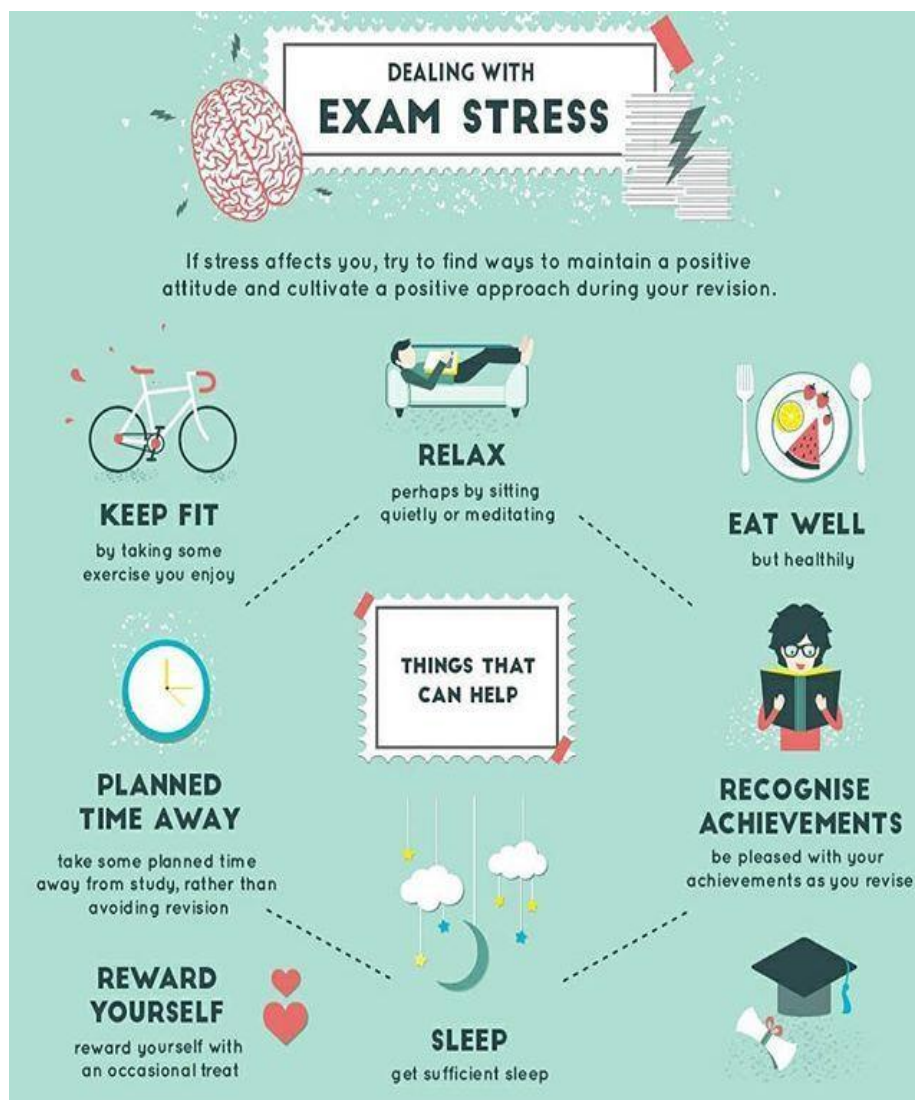 DEALING WITH
EXAM STRESS
If stress affects you, try to find ways to maintain a positive
attitude and cultivate a positive approach during your revision.
KEEP FIT
by taking some
exercise you enjoy
RELAX
perhaps by sitting
quietly or meditating
EAT WELL
but healthily
THINGS THAT
CAN HELP
PLANNED
TIME AWAY
take some planned time
away from study, rather than
avoiding revision
RECOGNISE
ACHIEVEMENTS
be pleased with your
achievements as you revise
REWARD
YOURSELF
reward yourself with
an occasional treat
SLEEP
get sufficient sleep